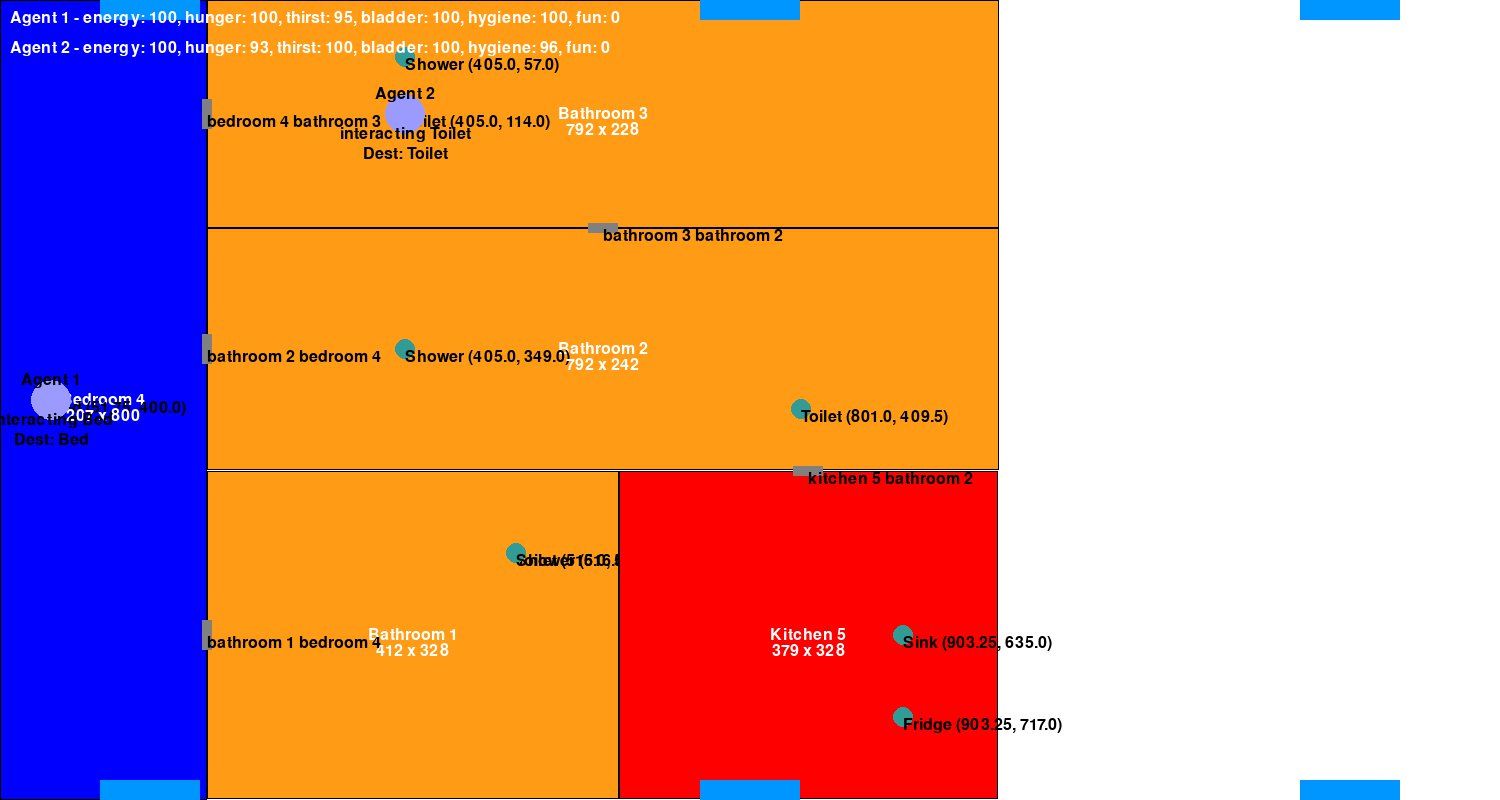 Agent 1 - energy: 100, hunger: 100, thirst: 95, bladder: 100, hygiene: 100, fun: 0
Agent 2 - energy: 100, hunger: 93, thirst: 100, bladder: 100, hygiene: 96, fun: 0
Shower (405.0, 57.0)
Agent 2
Bathroom 3
792 x 228
bedroom 4 bathroom 3
ilet (405.0, 114.0)
interacting Toilet
Dest: Toilet
bathroom 3 bathroom 2
bathroom 2 bedroom 4
Shower (405.0, 349.0)
Bathroom 2
792 x 242
Agent 1
edroom 4
400.0)
207 x 800
nteracting Bed
Dest: Bed
Toilet (801.0, 409.5)
kitchen 5 bathroom 2
bathroom 1 bedroom 4
Bathroom 1
412 x 328
Kitchen 5
379 x 328
Sink (903.25, 635.0)
Fridge (903.25, 717.0)